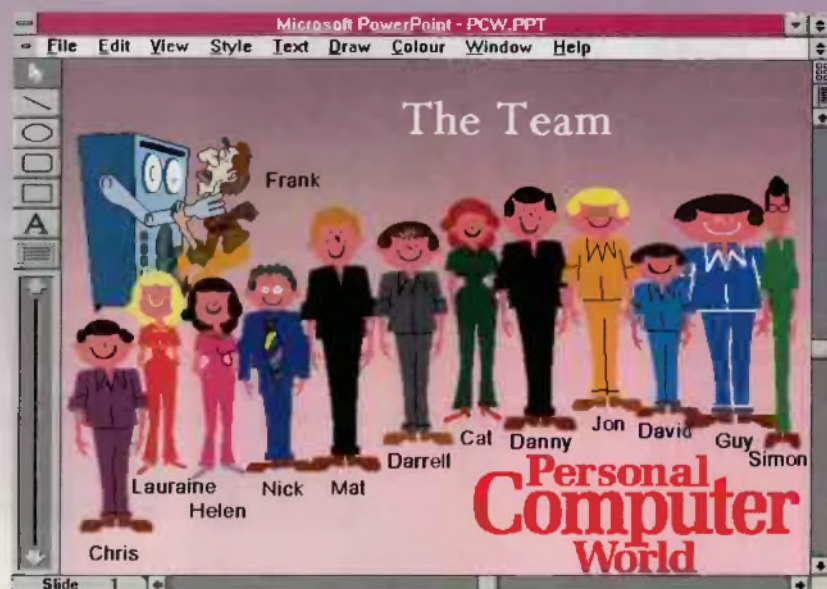 Microsoft PowerPoint - PCW.PPT
File Edit View Style Text Draw Colour Window Help
The Team
A
Frank
Chris
Lauraine
Helen
Nick
Mat
Darrell
Cat
Danny
Jon
David
Guy
Simon
Personal
Computer
World
Slide 1